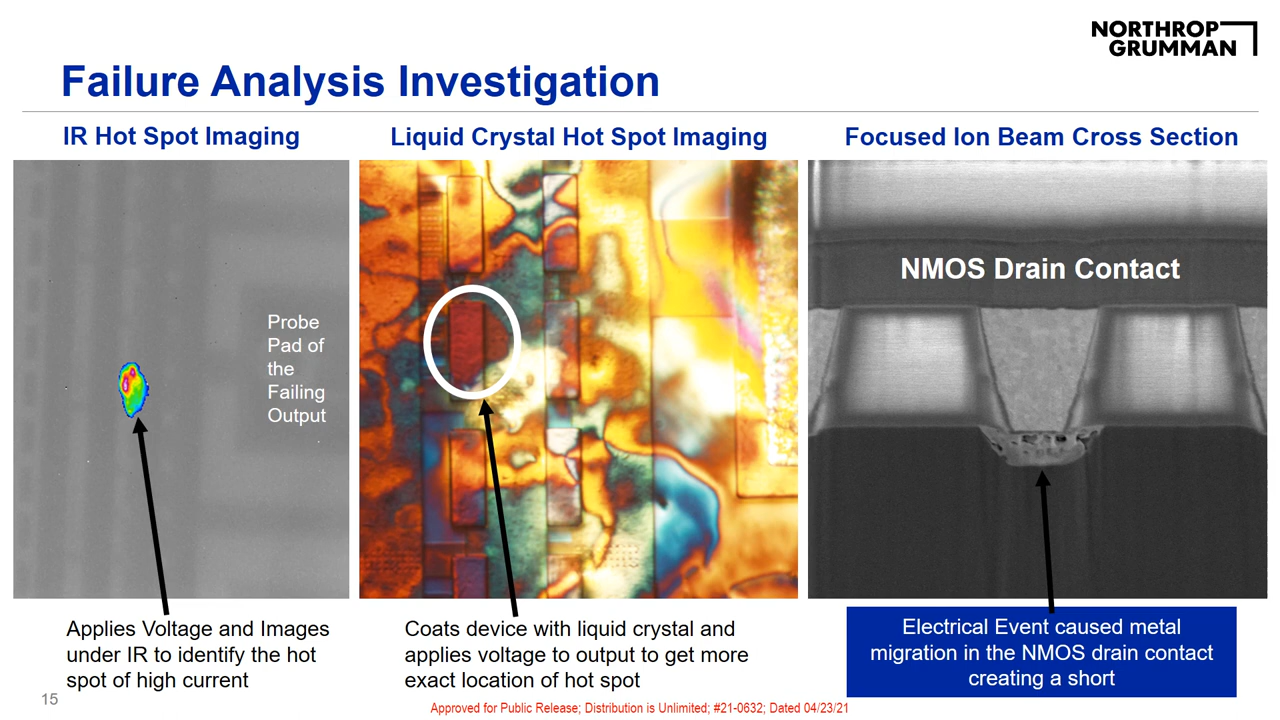 NORTHROP
GRUMMAN
Failure Analysis Investigation
IR Hot Spot Imaging
Liquid Crystal Hot Spot Imaging
Focused Ion Beam Cross Section
Probe
Pad of
the
Failing
Output
NMOS Drain Contact
Applies Voltage and Images
under IR to identify the hot
spot of high current
Coats device with liquid crystal and
applies voltage to output to get more
exact location of hot spot
Electrical Event caused metal
migration in the NMOS drain contact
creating a short
15
Approved for Public Release; Distribution is Unlimited; #21-0632; Dated 04/23/21